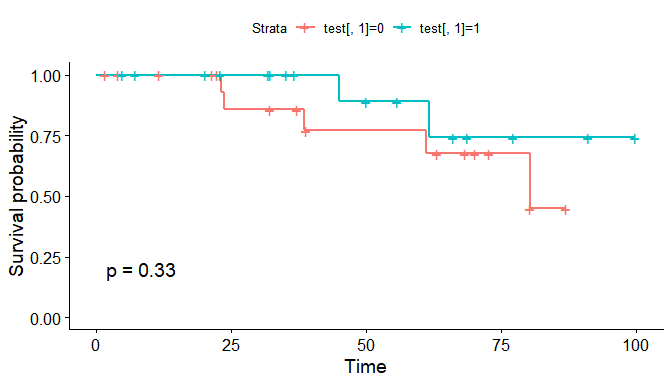 Strata test[, 1]=0 test[, 1]=1
Survival probability
1.00
0.75
0.50
0.25
0.00
p = 0.33
0 25 50 75 100
Time